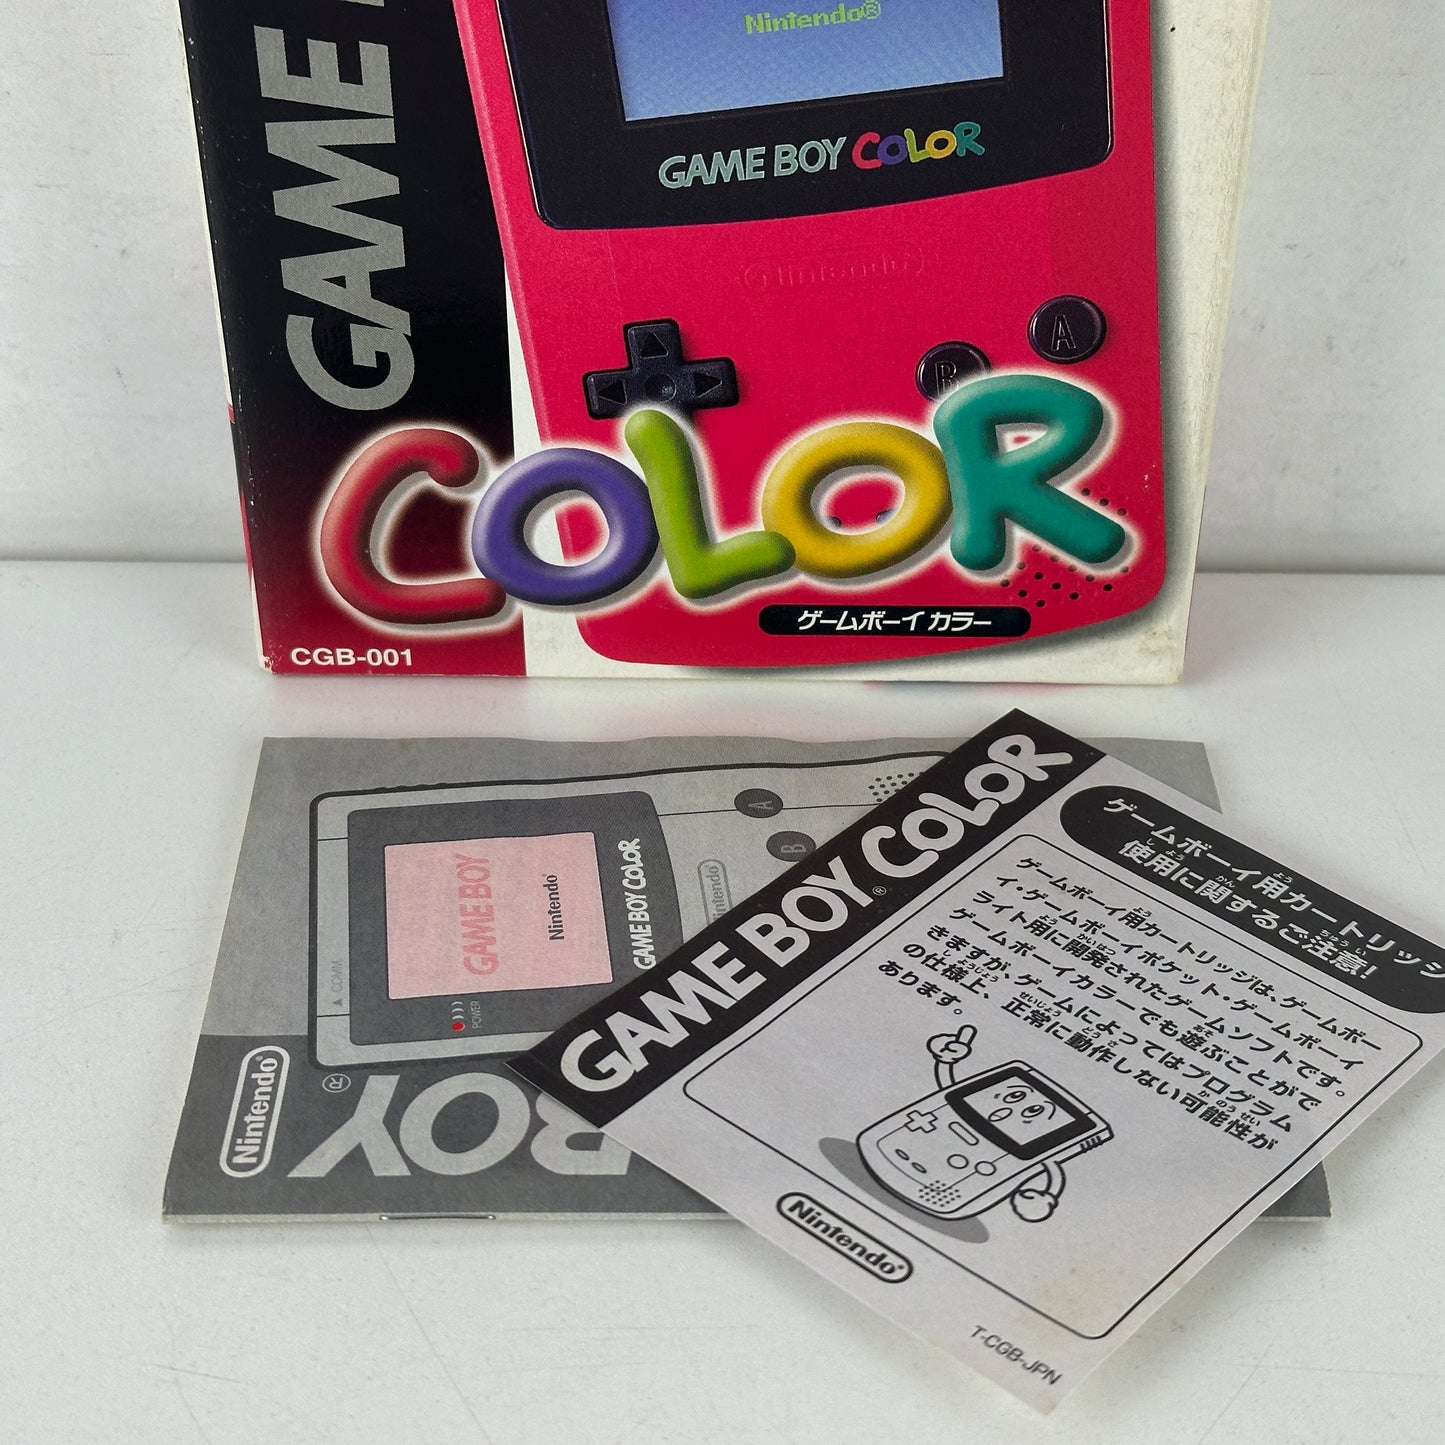 Nintendo®
GAME BOY COLOR
Nintendo
GAME
A
B
COLOR
ゲームボーイ カラー
CGB-001
A
B
Nintendo
GAME BOY COLOR
GAME BOY
Nintendo
▲ COMM.
POWER
Nintendo®
BOY
GAME BOY® COLOR
ゲームボーイ用カートリッジ
使用に関するご注意!
ゲームボーイ用カートリッジは、ゲームボー
イ・ゲームボーイポケット・ゲームボーイ
ライト用に開発されたゲームソフトです。
ゲームボーイカラーでも遊ぶことがで
きますが、ゲームによってはプログラム
の仕様上、正常に動作しない可能性が
あります。
Nintendo®
T-CGB-JPN